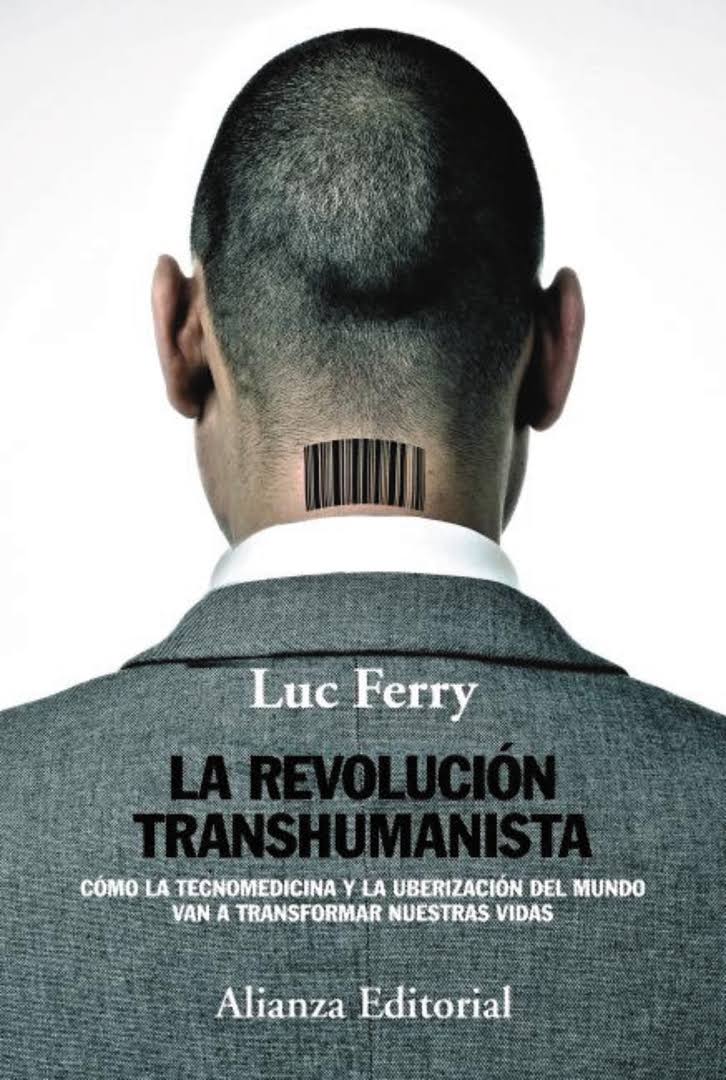 Luc Ferry
LA REVOLUCIÓN
TRANSHUMANISTA
CÓMO LA TECNOMEDICINA Y LA UBERIZACIÓN DEL MUNDO
VAN A TRANSFORMAR NUESTRAS VIDAS
Alianza Editorial